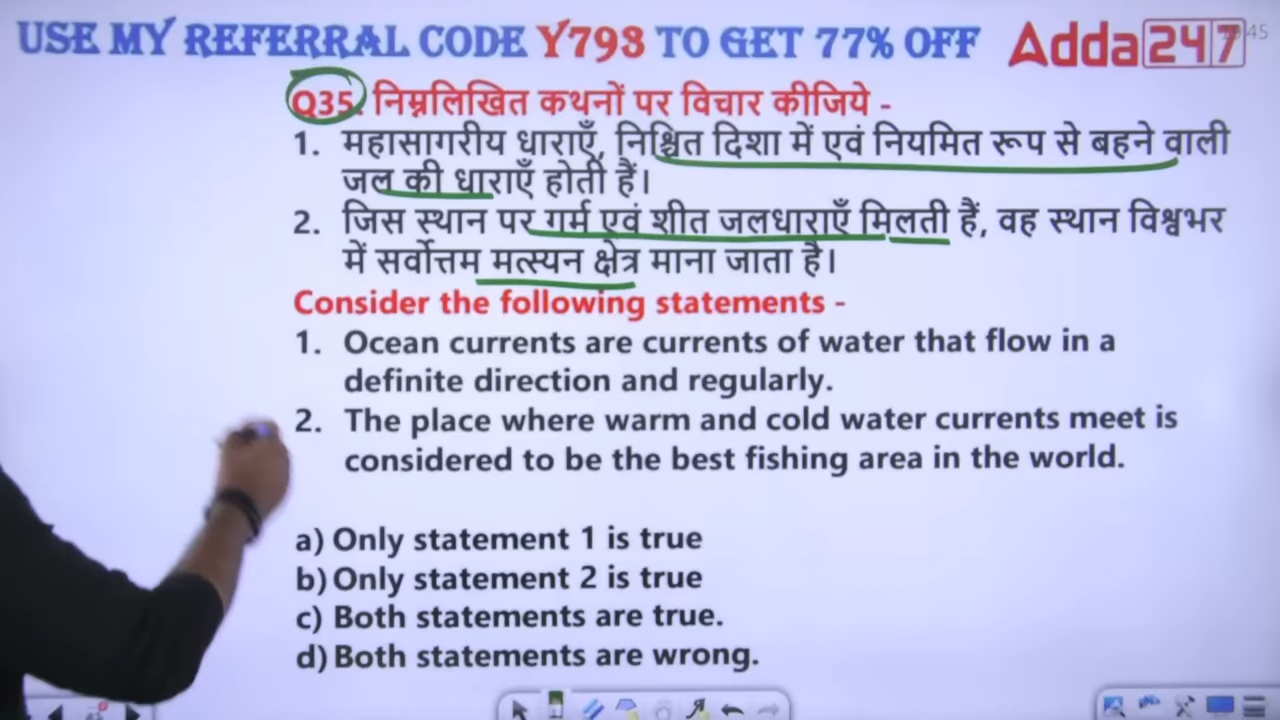 USE MY REFERRAL CODE Y793 TO GET 77% OFF
Adda 247
Q35. निम्नलिखित कथनों पर विचार कीजिये -
1. महासागरीय धाराएँ, निश्चित दिशा में एवं नियमित रूप से बहने वाली
जल की धाराएँ होती हैं।
2. जिस स्थान पर गर्म एवं शीत जलधाराएँ मिलती हैं, वह स्थान विश्वभर
में सर्वोत्तम मत्स्यन क्षेत्र माना जाता है।
Consider the following statements -
1. Ocean currents are currents of water that flow in a
definite direction and regularly.
2. The place where warm and cold water currents meet is
considered to be the best fishing area in the world.
a) Only statement 1 is true
b) Only statement 2 is true
c) Both statements are true.
d) Both statements are wrong.